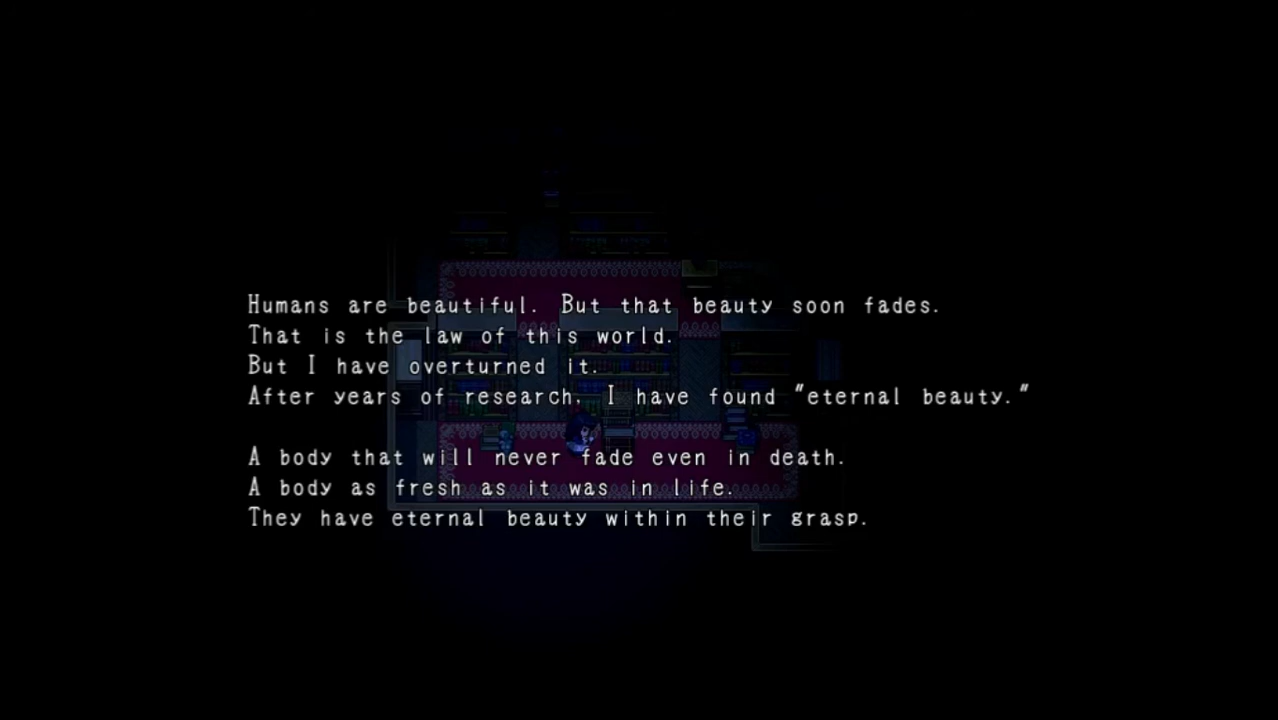 Humans are beautiful. But that beauty soon fades.
That is the law of this world.
But I have overturned it.
After years of research, I have found "eternal beauty."
A body that will never fade even in death.
A body as fresh as it was in life.
They have eternal beauty within their grasp.